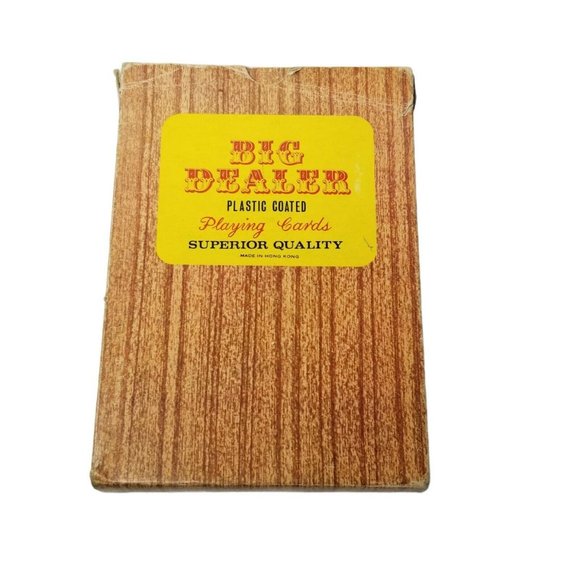 BIG
DEALER
PLASTIC COATED
Playing Cards
SUPERIOR QUALITY
MADE IN HONG KONG